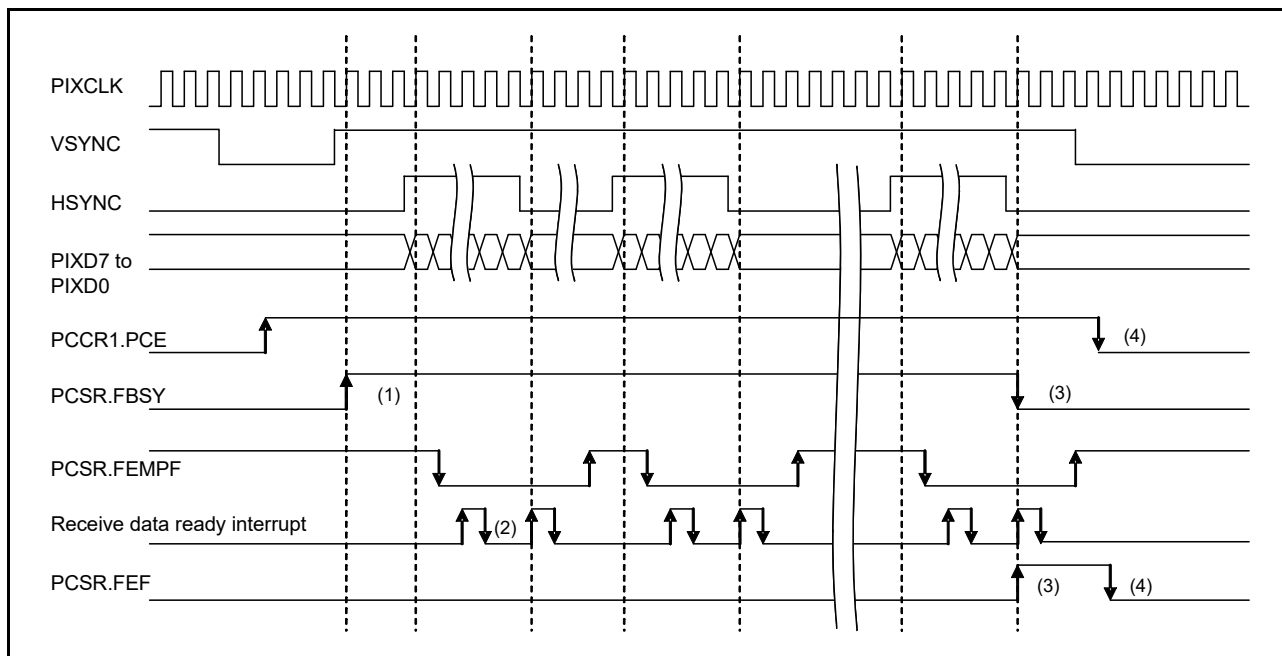 PIXCLK
VSYNC
HSYNC
PIXD7 to
PIXD0
PCCR1.PCE
(4)
PCSR.FBSY
(1)
(3)
PCSR.FEMPF
Receive data ready interrupt
(2)
PCSR.FEF
(3)
(4)